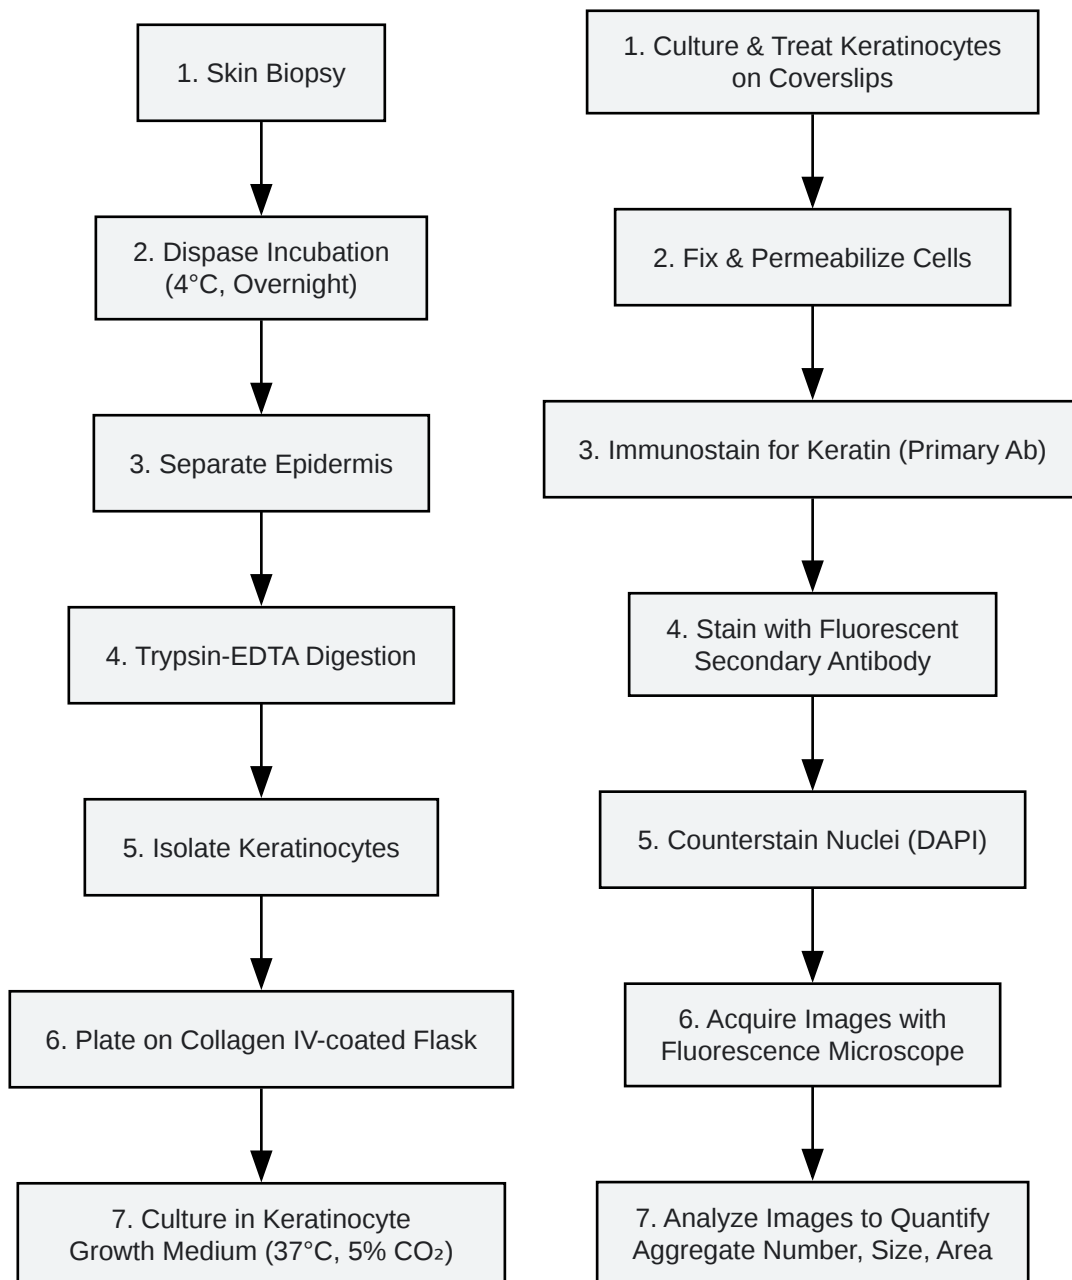 1. Skin Biopsy
2. Dispase Incubation
(4°C, Overnight)
3. Separate Epidermis
4. Trypsin-EDTA Digestion
5. Isolate Keratinocytes
6. Plate on Collagen IV-coated Flask
7. Culture in Keratinocyte
Growth Medium (37°C, 5% CO₂)
1. Culture & Treat Keratinocytes
on Coverslips
2. Fix & Permeabilize Cells
3. Immunostain for Keratin (Primary Ab)
4. Stain with Fluorescent
Secondary Antibody
5. Counterstain Nuclei (DAPI)
6. Acquire Images with
Fluorescence Microscope
7. Analyze Images to Quantify
Aggregate Number, Size, Area